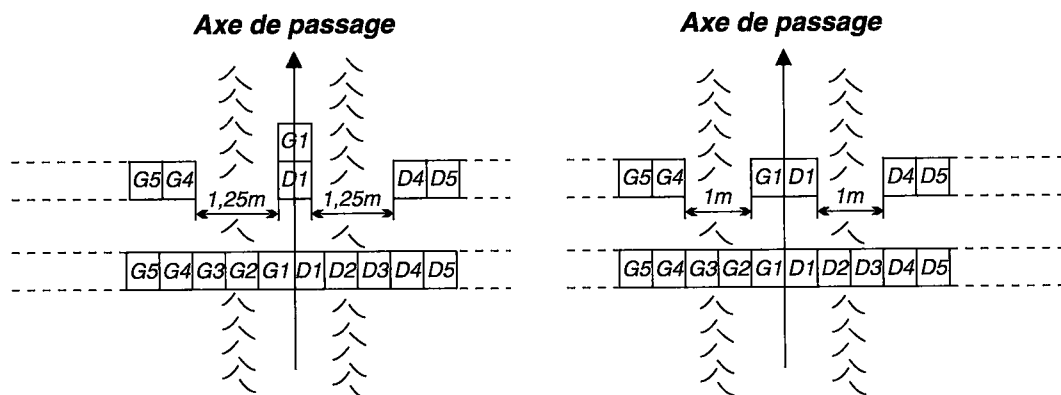 Axe de passage
G1
G5 G4 D1 D4 D5
1,25m 1,25m
G5 G4 G3 G2 G1 D1 D2 D3 D4 D5
Axe de passage
G5 G4 G1 D1 D4 D5
1m 1m
G5 G4 G3 G2 G1 D1 D2 D3 D4 D5